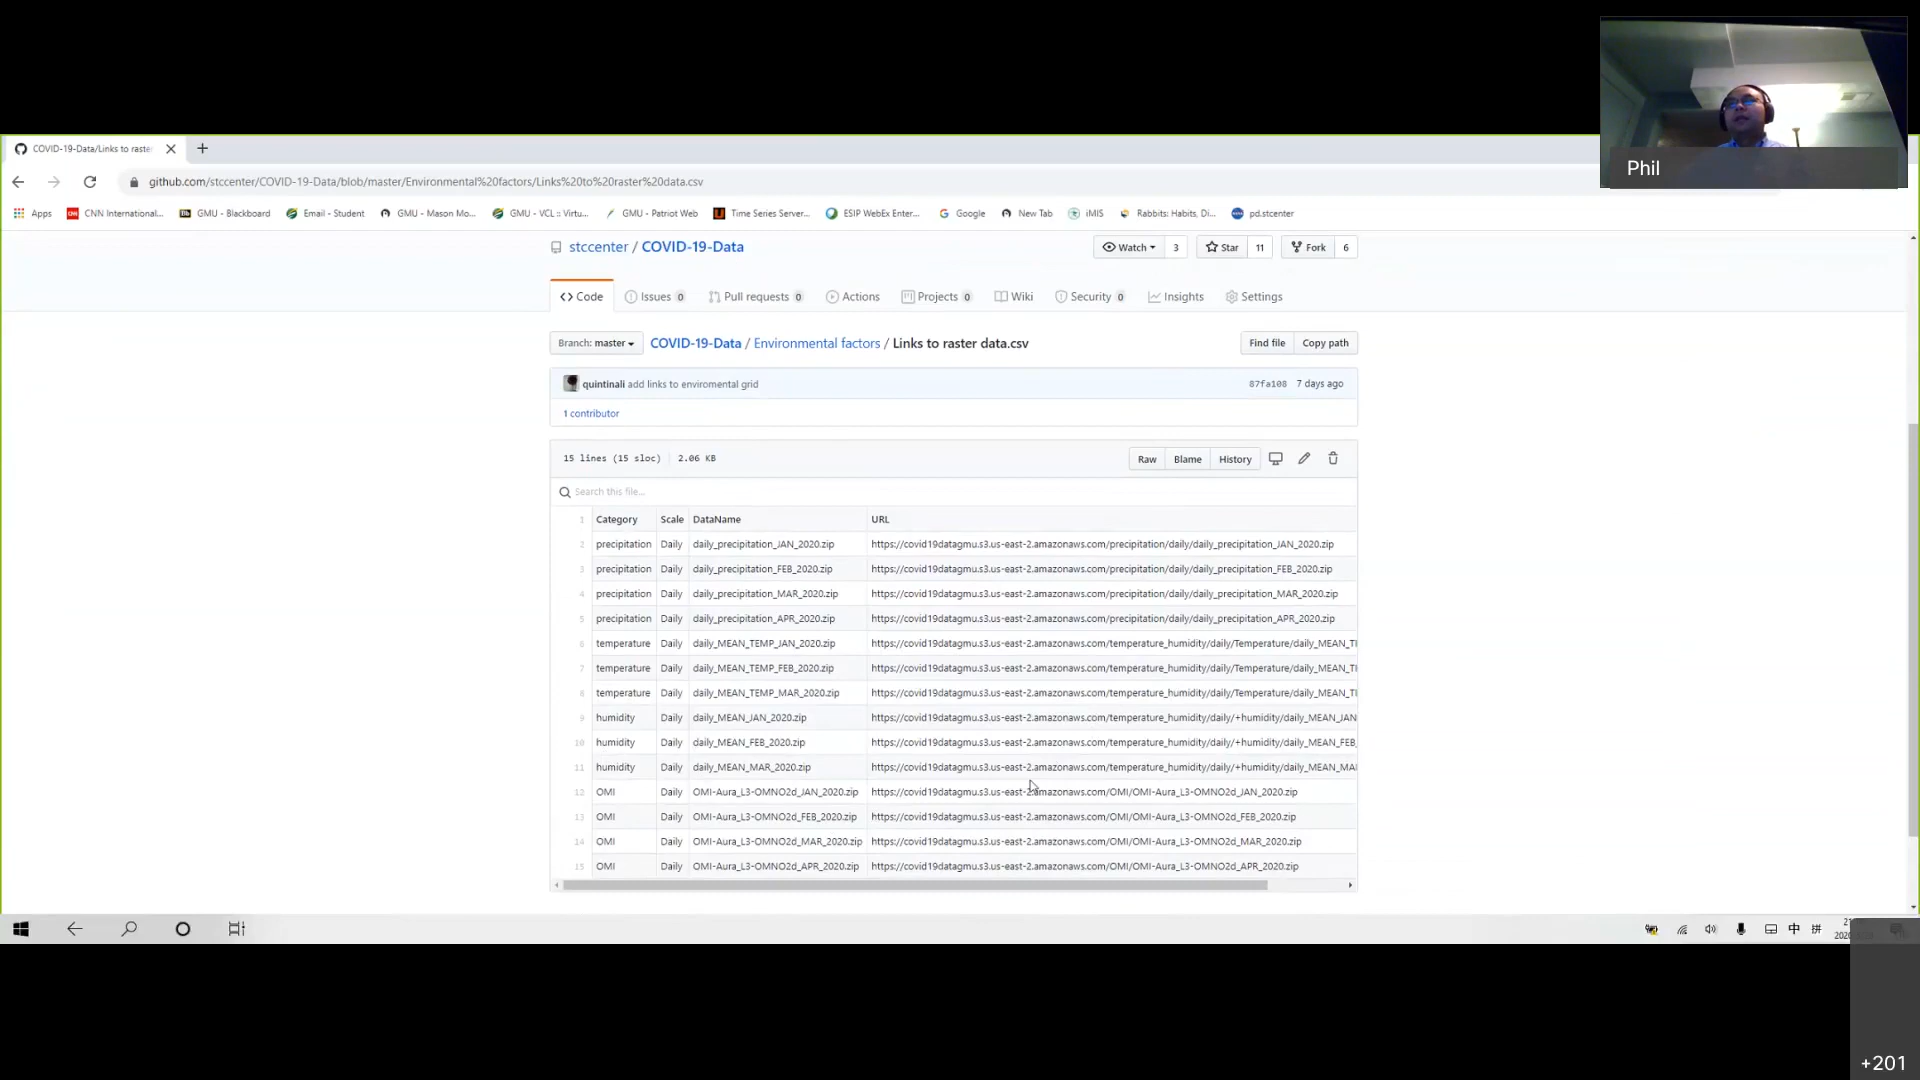 Phil
COVID-19-Data/Links to raste
github.com/stccenter/COVID-19-Data/blob/master/Environmental%20factors/Links%20to%20raster%20data.csv
Apps CNN International... GMU - Blackboard Email - Student GMU - Mason Mo... GMU - VCL :: Virtu... GMU - Patriot Web Time Series Server... ESIP WebEx Enter... Google New Tab iMIS Rabbits: Habits, Di... pd.stcenter
stccenter / COVID-19-Data Watch 3 Star 11 Fork 6
Code Issues 0 Pull requests 0 Actions Projects 0 Wiki Security 0 Insights Settings
Branch: master COVID-19-Data / Environmental factors / Links to raster data.csv Find file Copy path
quintinali add links to enviromental grid 87fa108 7 days ago
1 contributor
15 lines (15 sloc) 2.06 KB Raw Blame History
Search this file...
1 Category Scale DataName URL
2 precipitation Daily daily_precipitation_JAN_2020.zip https://covid19datagmu.s3.us-east-2.amazonaws.com/precipitation/daily/daily_precipitation_JAN_2020.zip
3 precipitation Daily daily_precipitation_FEB_2020.zip https://covid19datagmu.s3.us-east-2.amazonaws.com/precipitation/daily/daily_precipitation_FEB_2020.zip
4 precipitation Daily daily_precipitation_MAR_2020.zip https://covid19datagmu.s3.us-east-2.amazonaws.com/precipitation/daily/daily_precipitation_MAR_2020.zip
5 precipitation Daily daily_precipitation_APR_2020.zip https://covid19datagmu.s3.us-east-2.amazonaws.com/precipitation/daily/daily_precipitation_APR_2020.zip
6 temperature Daily daily_MEAN_TEMP_JAN_2020.zip https://covid19datagmu.s3.us-east-2.amazonaws.com/temperature_humidity/daily/Temperature/daily_MEAN_T
7 temperature Daily daily_MEAN_TEMP_FEB_2020.zip https://covid19datagmu.s3.us-east-2.amazonaws.com/temperature_humidity/daily/Temperature/daily_MEAN_T
8 temperature Daily daily_MEAN_TEMP_MAR_2020.zip https://covid19datagmu.s3.us-east-2.amazonaws.com/temperature_humidity/daily/Temperature/daily_MEAN_T
9 humidity Daily daily_MEAN_JAN_2020.zip https://covid19datagmu.s3.us-east-2.amazonaws.com/temperature_humidity/daily/+humidity/daily_MEAN_JAN
10 humidity Daily daily_MEAN_FEB_2020.zip https://covid19datagmu.s3.us-east-2.amazonaws.com/temperature_humidity/daily/+humidity/daily_MEAN_FEB_
11 humidity Daily daily_MEAN_MAR_2020.zip https://covid19datagmu.s3.us-east-2.amazonaws.com/temperature_humidity/daily/+humidity/daily_MEAN_MA
12 OMI Daily OMI-Aura_L3-OMNO2d_JAN_2020.zip https://covid19datagmu.s3.us-east-2.amazonaws.com/OMI/OMI-Aura_L3-OMNO2d_JAN_2020.zip
13 OMI Daily OMI-Aura_L3-OMNO2d_FEB_2020.zip https://covid19datagmu.s3.us-east-2.amazonaws.com/OMI/OMI-Aura_L3-OMNO2d_FEB_2020.zip
14 OMI Daily OMI-Aura_L3-OMNO2d_MAR_2020.zip https://covid19datagmu.s3.us-east-2.amazonaws.com/OMI/OMI-Aura_L3-OMNO2d_MAR_2020.zip
15 OMI Daily OMI-Aura_L3-OMNO2d_APR_2020.zip https://covid19datagmu.s3.us-east-2.amazonaws.com/OMI/OMI-Aura_L3-OMNO2d_APR_2020.zip
中 拼
+201